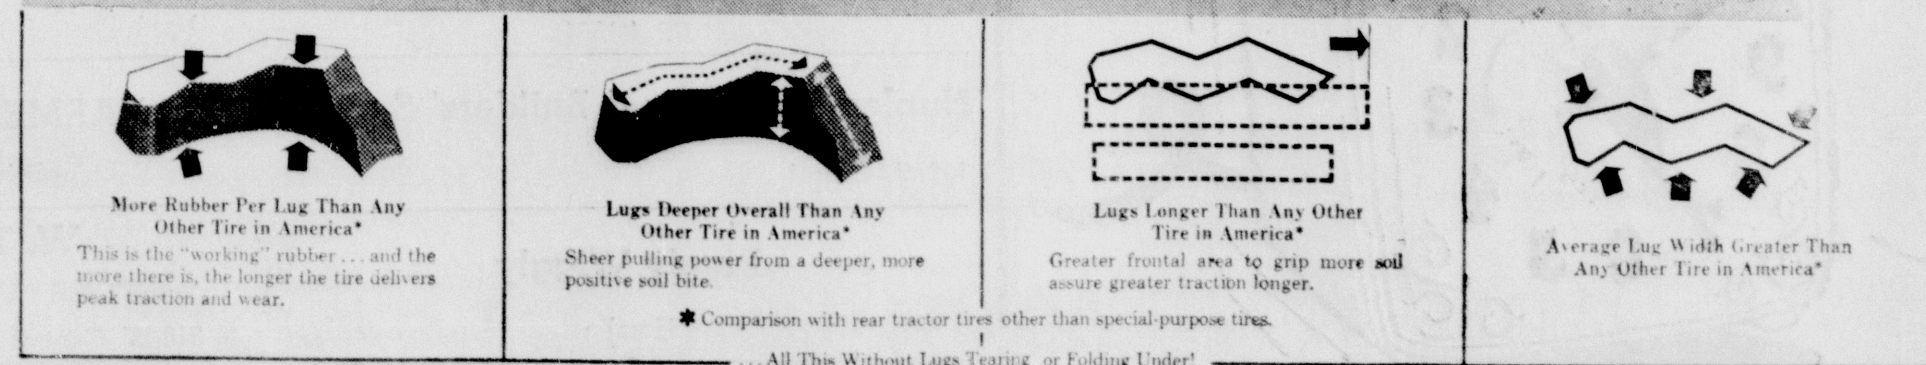 More Rubber Per Lug Than Any
Other Tire in America*
This is the "working" rubber ... and the
more there is, the longer the tire delivers
peak traction and wear.
Lugs Deeper Overall Than Any
Other Tire in America*
Sheer pulling power from a deeper, more
positive soil bite.
Lugs Longer Than Any Other
Tire in America*
Greater frontal area to grip more soil
assure greater traction longer.
Average Lug Width Greater Than
Any Other Tire in America*
* Comparison with rear tractor tires other than special-purpose tires.
... All This Without Lugs Tearing or Folding Under!